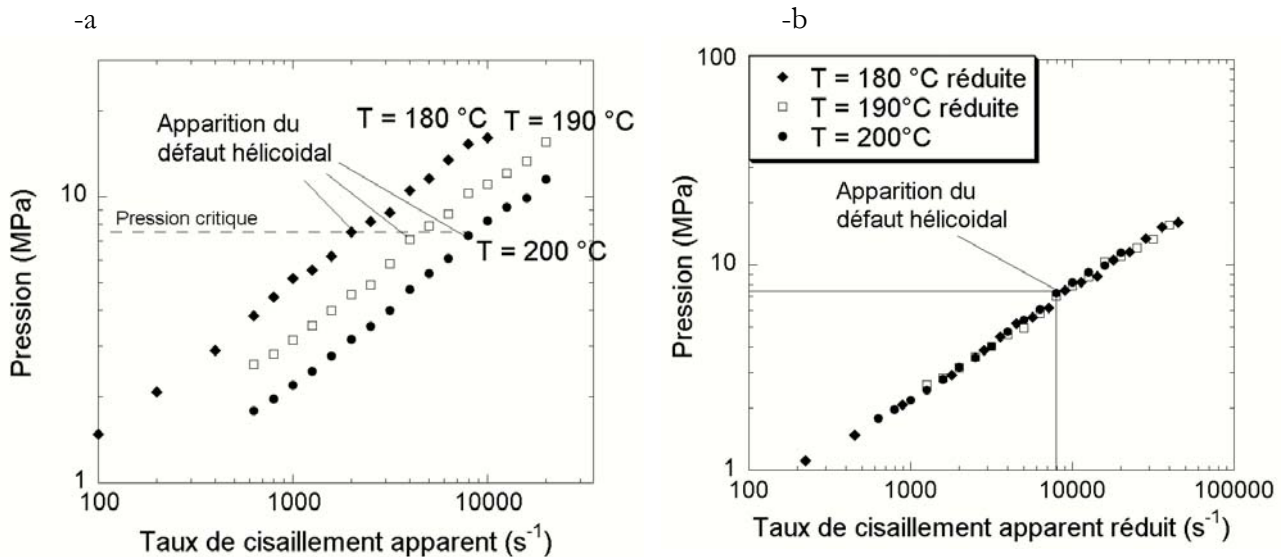 -a
10
1
Pression (MPa)
Apparition du
défaut hélicoidal
T = 180 °C
T = 190 °C
Pression critique
T = 200 °C
100
1000
10000
Taux de cisaillement apparent (s⁻¹)
-b
100
10
1
Pression (MPa)
T = 180 °C réduite
T = 190°C réduite
T = 200°C
Apparition du
défaut hélicoidal
100
1000
10000
100000
Taux de cisaillement apparent réduit (s⁻¹)